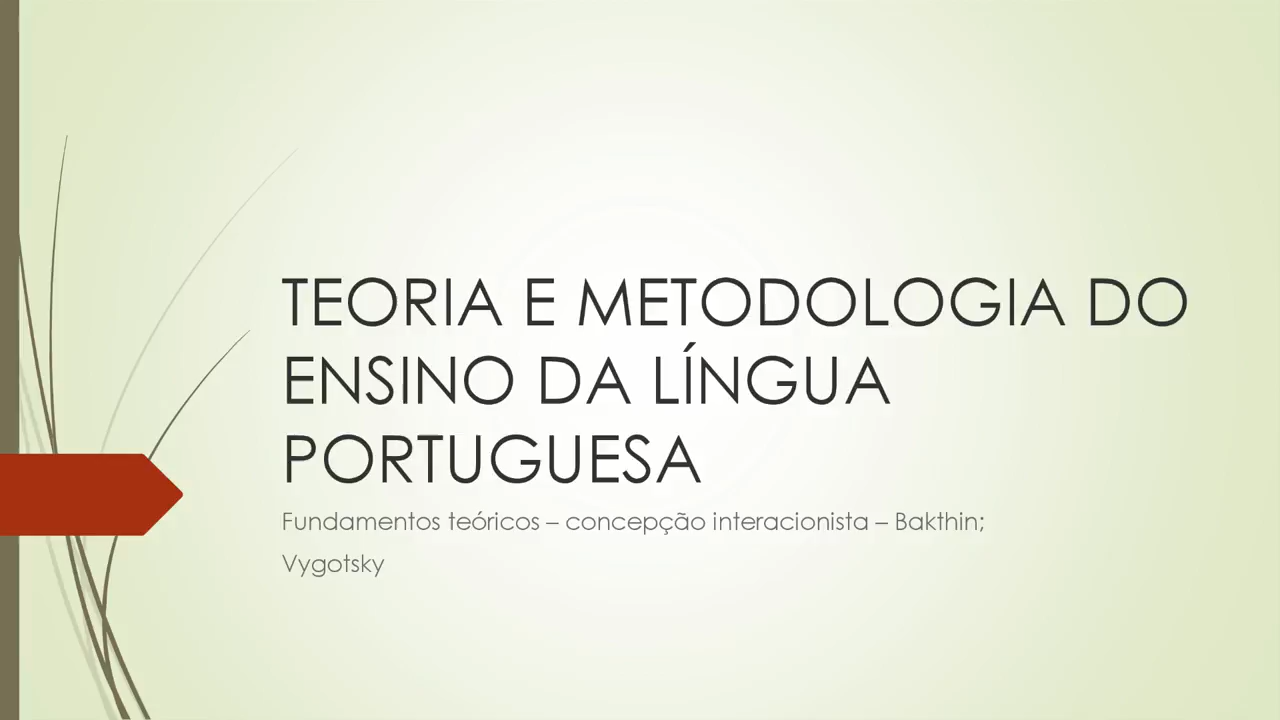 TEORIA E METODOLOGIA DO
ENSINO DA LÍNGUA
PORTUGUESA
Fundamentos teóricos – concepção interacionista – Bakthin;
Vygotsky